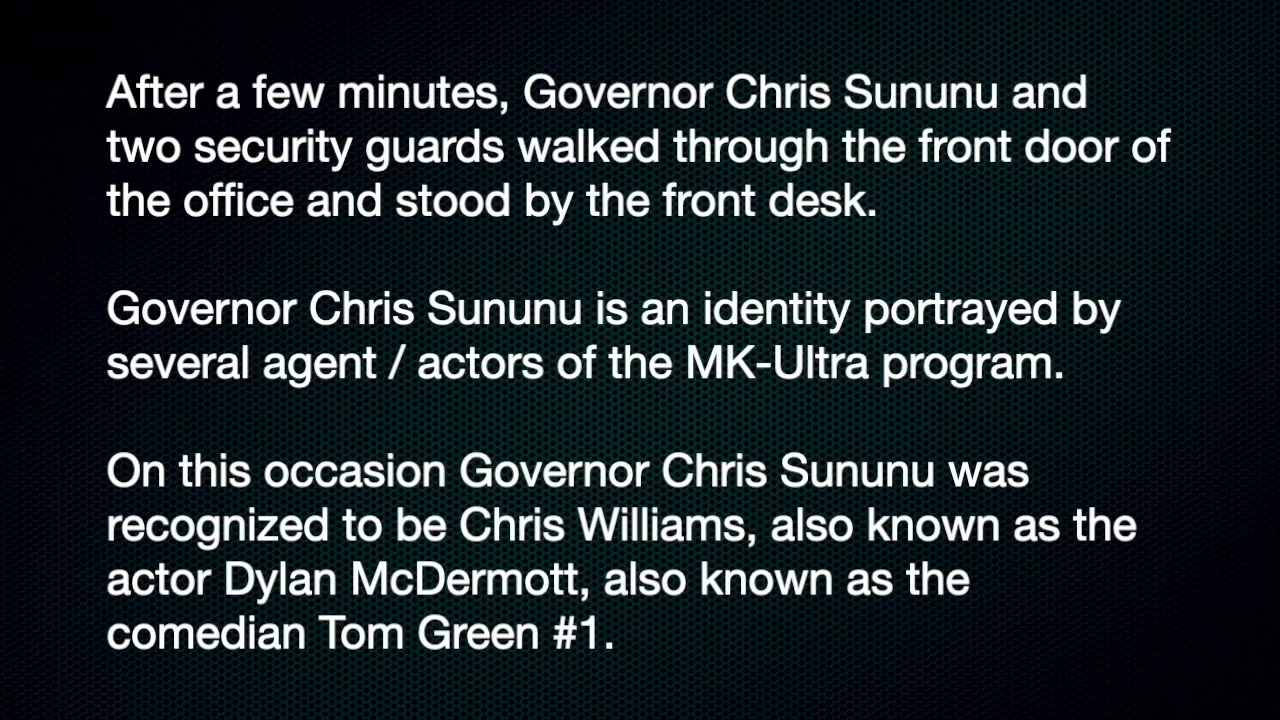 After a few minutes, Governor Chris Sununu and
two security guards walked through the front door of
the office and stood by the front desk.
Governor Chris Sununu is an identity portrayed by
several agent / actors of the MK-Ultra program.
On this occasion Governor Chris Sununu was
recognized to be Chris Williams, also known as the
actor Dylan McDermott, also known as the
comedian Tom Green #1.